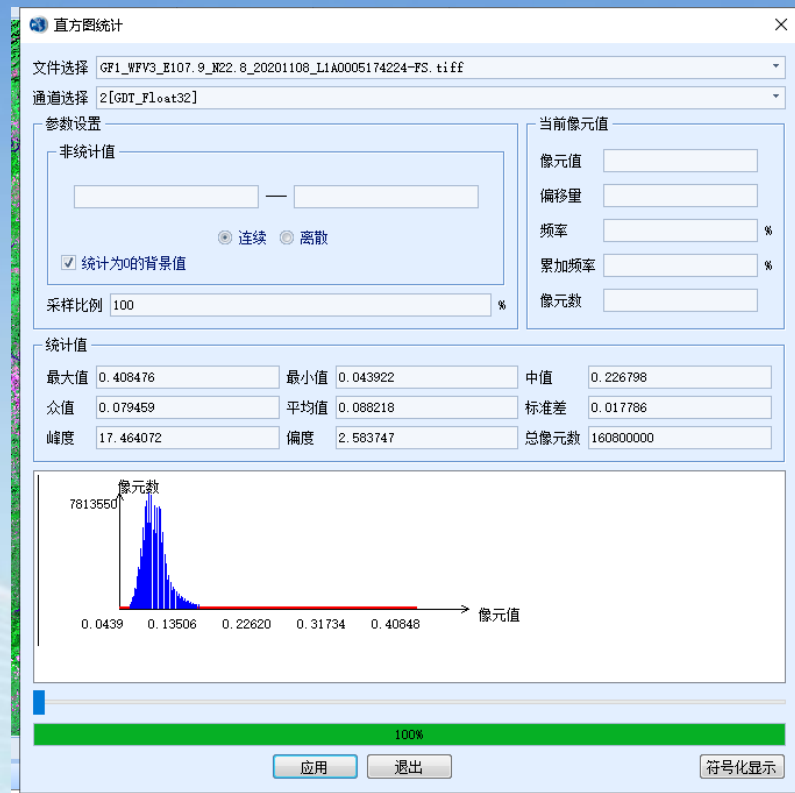 直方图统计
文件选择 GF1_WFV3_E107.9_N22.8_20201108_L1A0005174224-FS.tiff
通道选择 2[GDT_Float32]
参数设置
非统计值
—
连续 离散
统计为0的背景值
采样比例 100 %
当前像元值
像元值
偏移量
频率 %
累加频率 %
像元数
统计值
最大值 0.408476 最小值 0.043922 中值 0.226798
众值 0.079459 平均值 0.088218 标准差 0.017786
峰度 17.464072 偏度 2.583747 总像元数 160800000
像元数
7813550
像元值
0.0439 0.13506 0.22620 0.31734 0.40848
100%
应用 退出 符号化显示